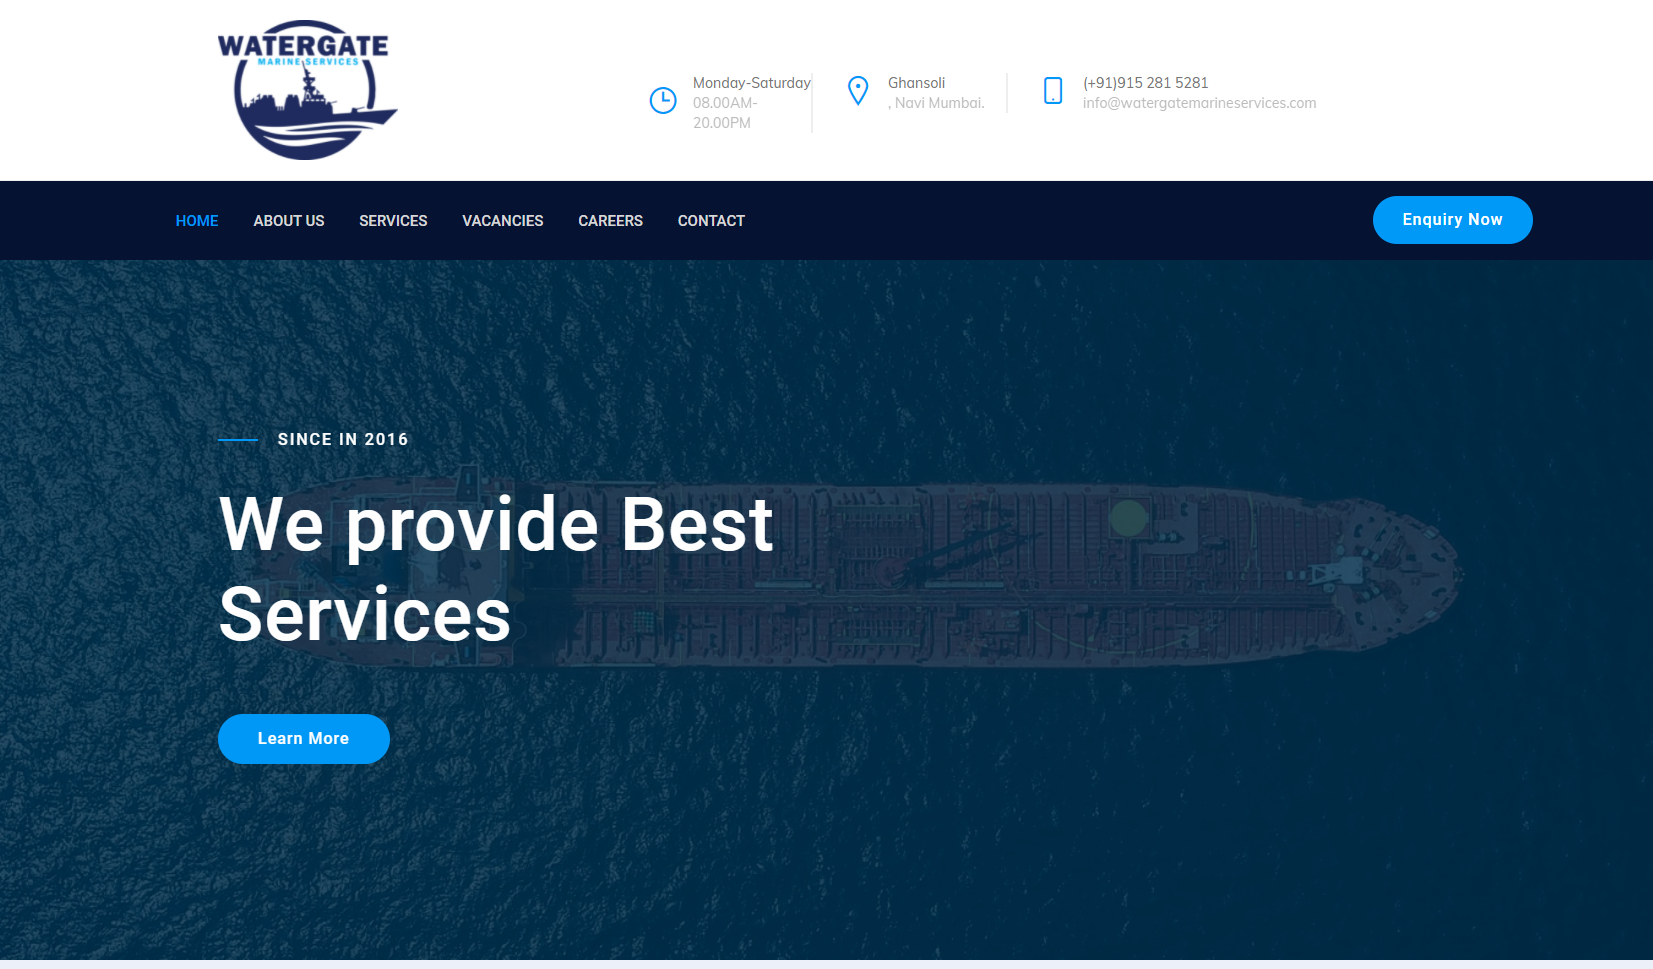 WATERGATE
MARINE SERVICES
Monday-Saturday
08.00AM-
20.00PM
Ghansoli
, Navi Mumbai.
(+91)915 281 5281
info@watergatemarineservices.com
HOME ABOUT US SERVICES VACANCIES CAREERS CONTACT
Enquiry Now
SINCE IN 2016
We provide Best
Services
Learn More